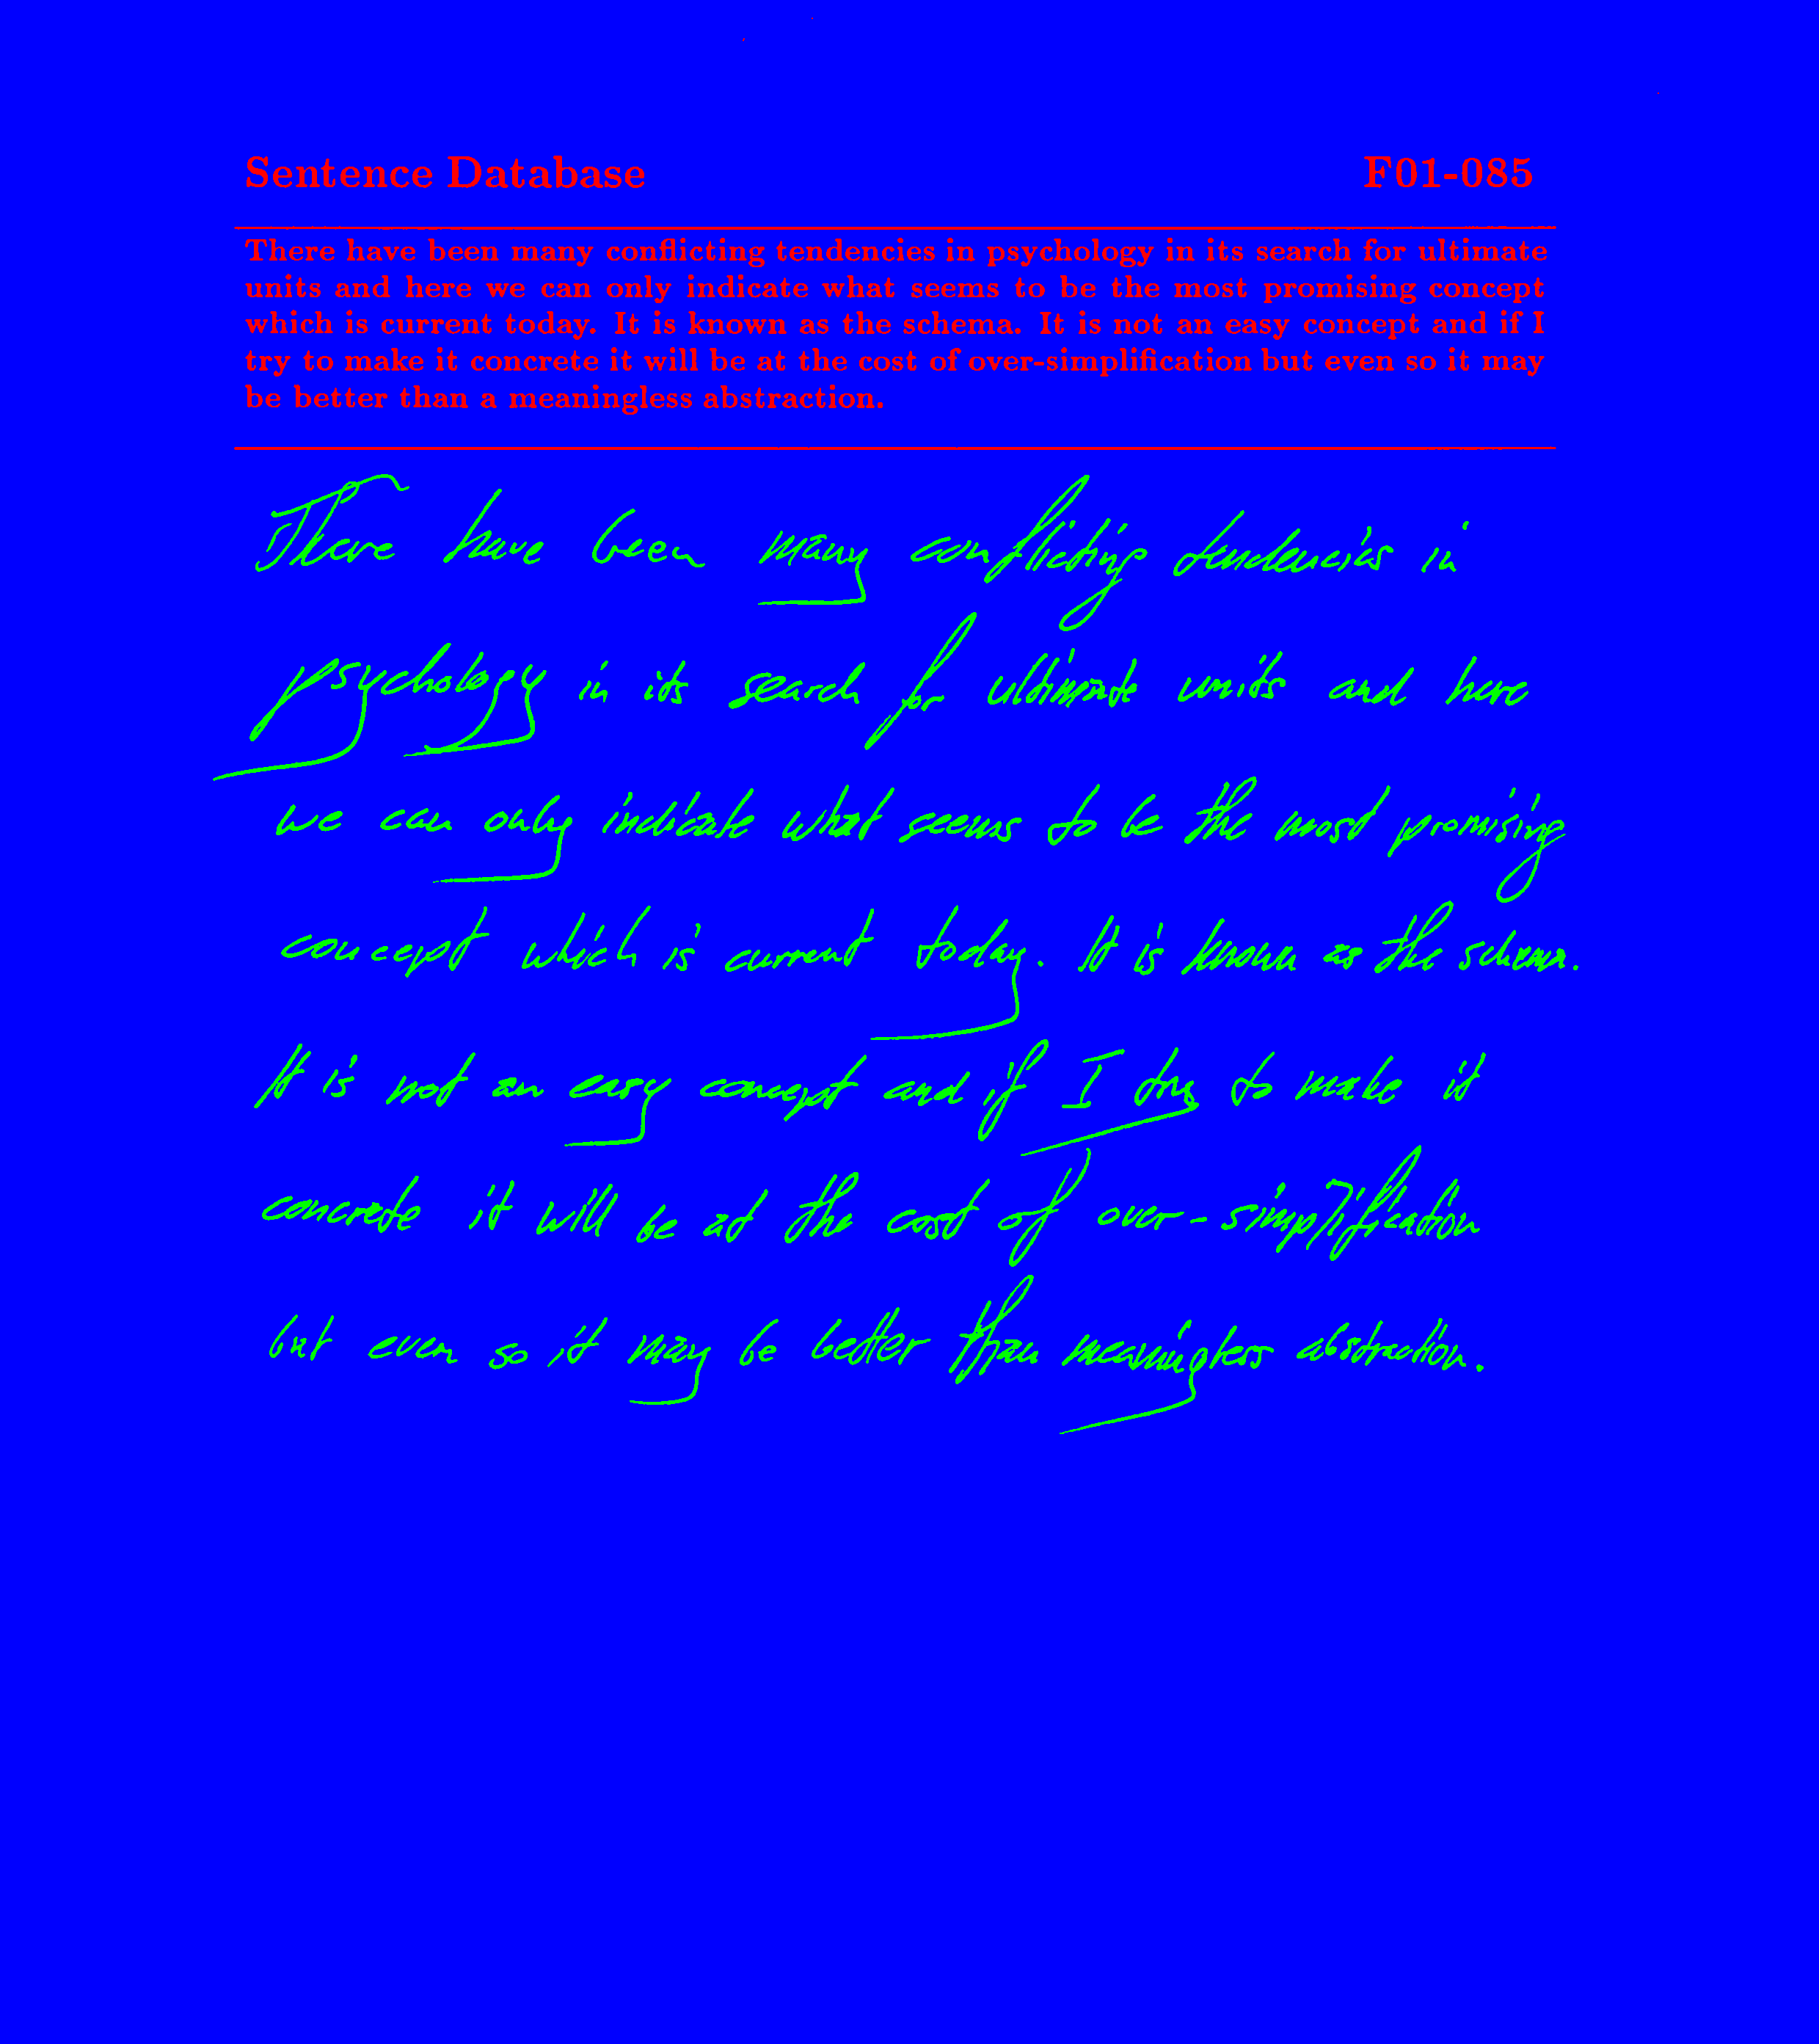 Sentence Database F01-085
There have been many conflicting tendencies in psychology in its search for ultimate
units and here we can only indicate what seems to be the most promising concept
which is current today. It is known as the schema. It is not an easy concept and if I
try to make it concrete it will be at the cost of over-simplification but even so it may
be better than a meaningless abstraction.
There have been many conflicting tendencies in
psychology in its search for ultimate units and here
we can only indicate what seems to be the most promising
concept which is current today. It is known as the schema.
It is not an easy concept and if I try to make it
concrete it will be at the cost of over-simplification
but even so it may be better than meaningless abstraction.